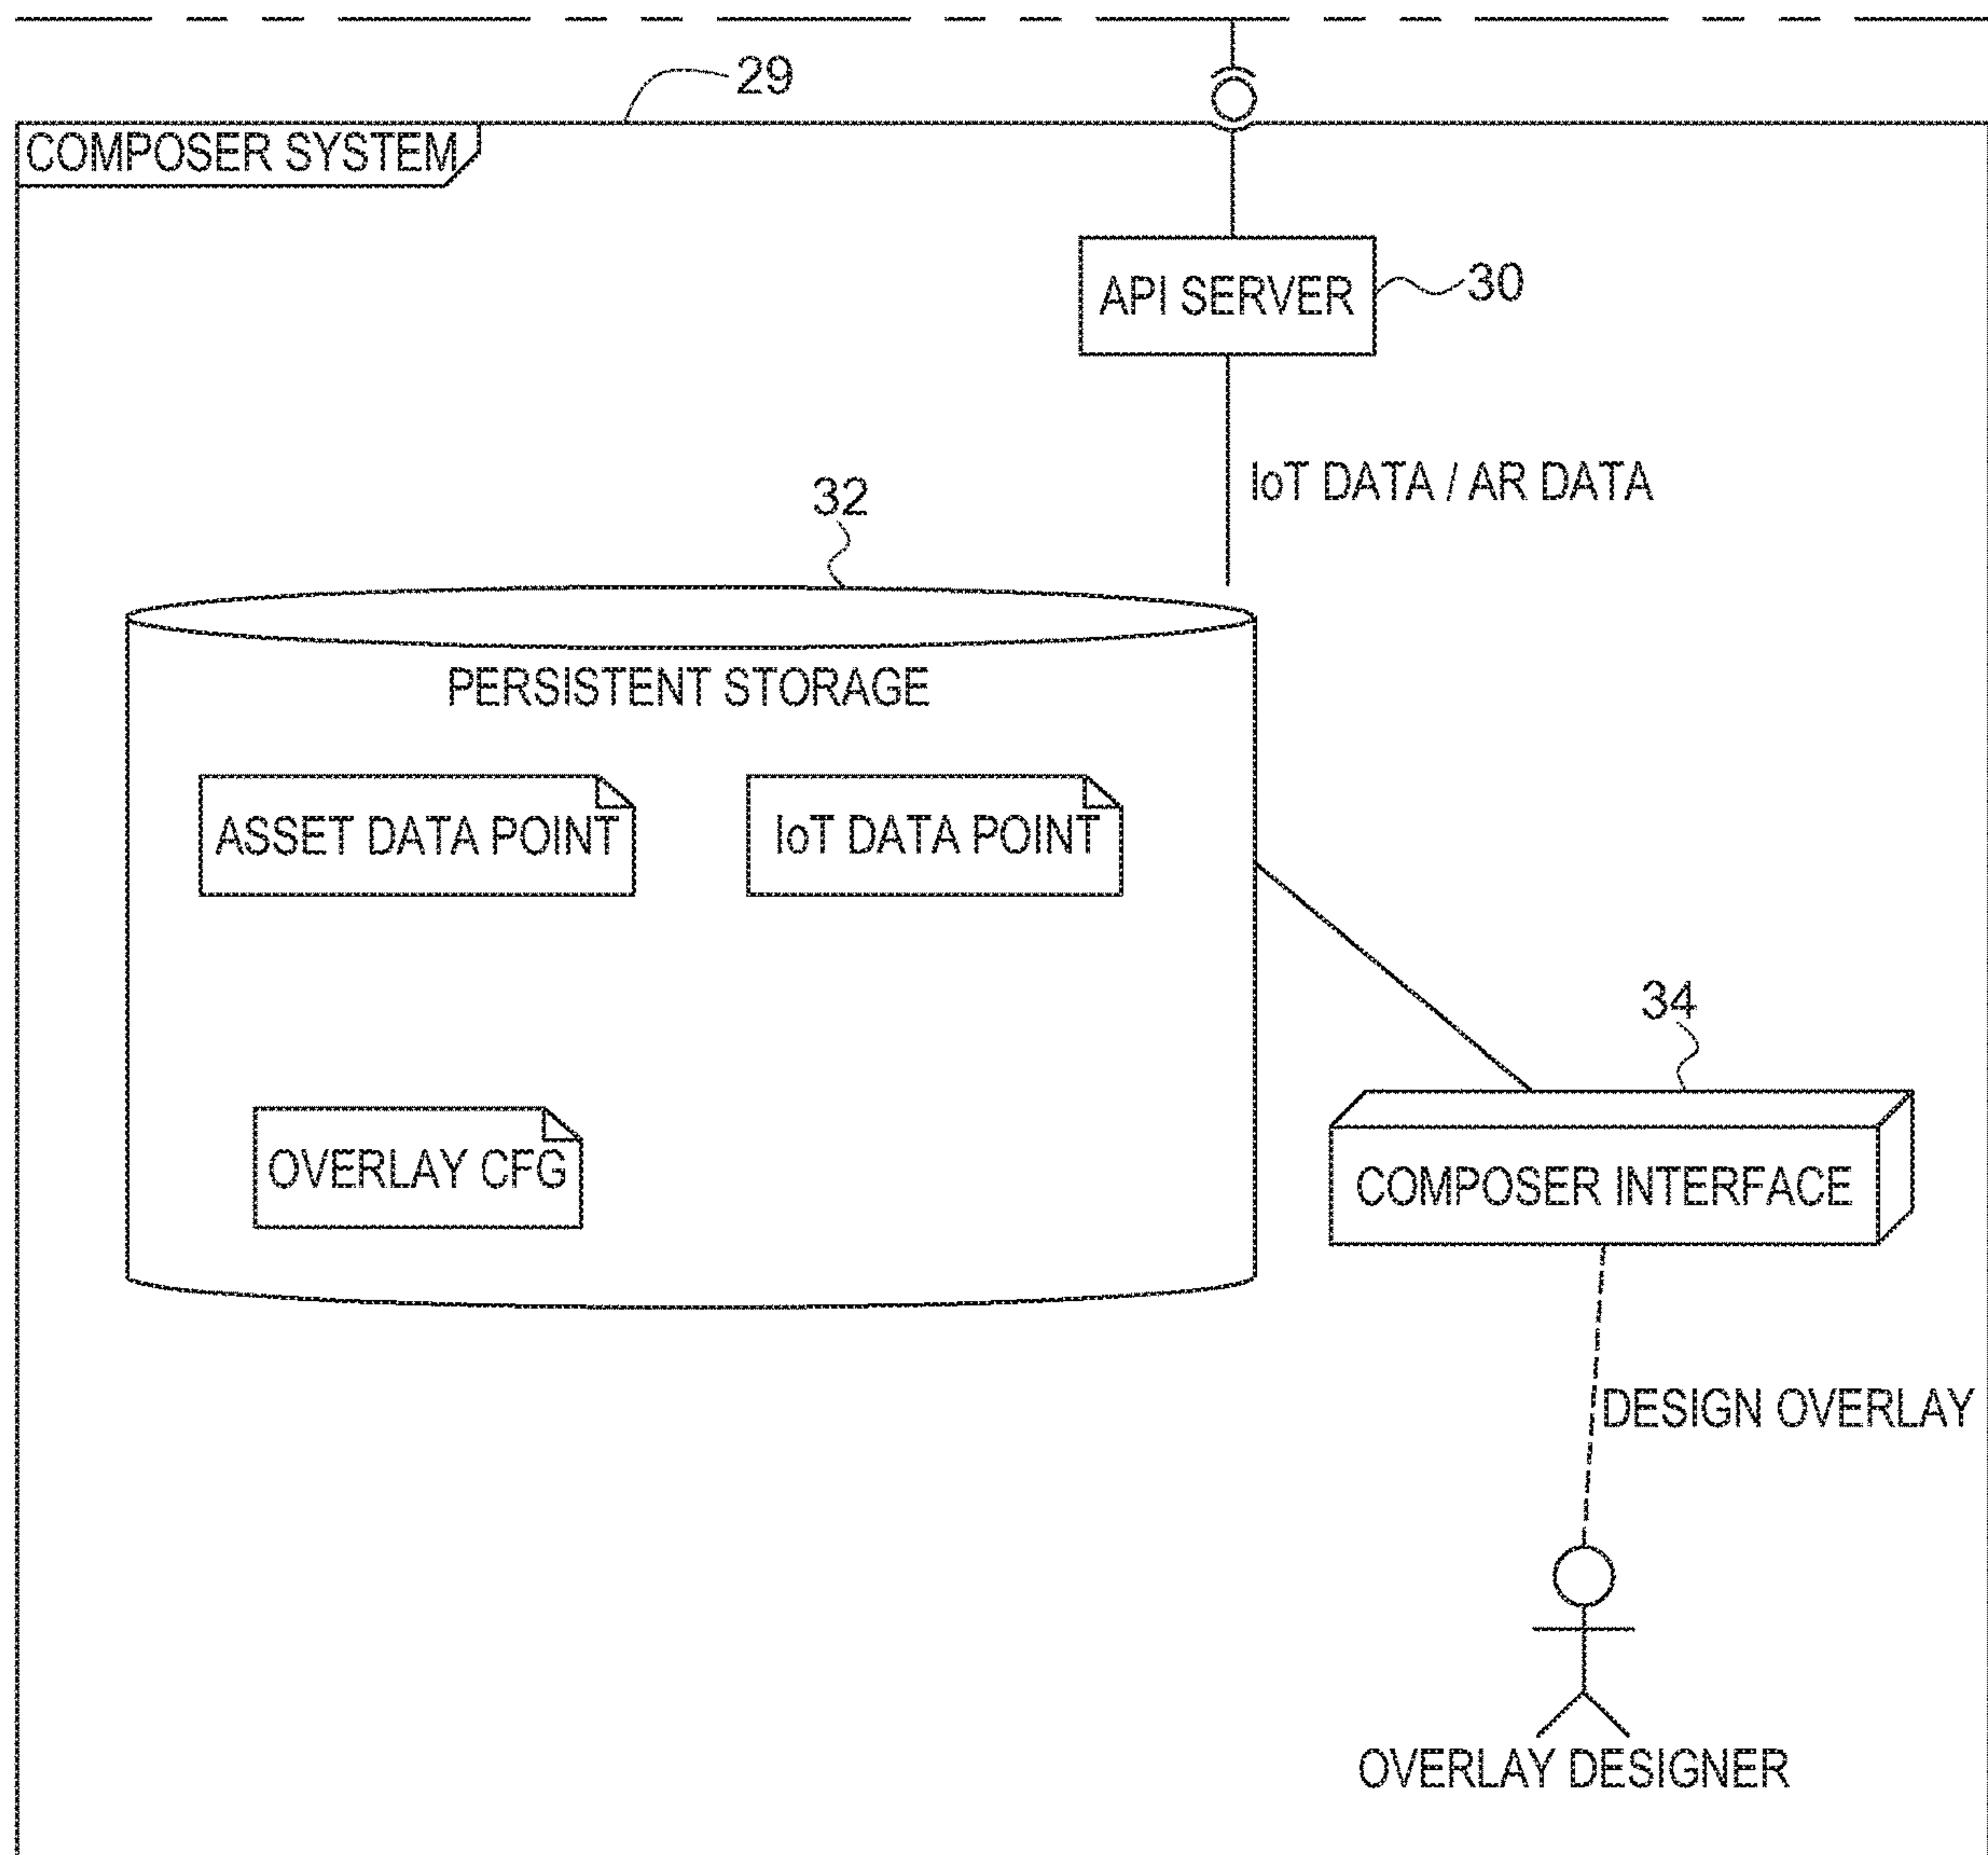 29
COMPOSER SYSTEM
API SERVER
30
IoT DATA / AR DATA
32
PERSISTENT STORAGE
ASSET DATA POINT
IoT DATA POINT
34
OVERLAY CFG
COMPOSER INTERFACE
DESIGN OVERLAY
OVERLAY DESIGNER